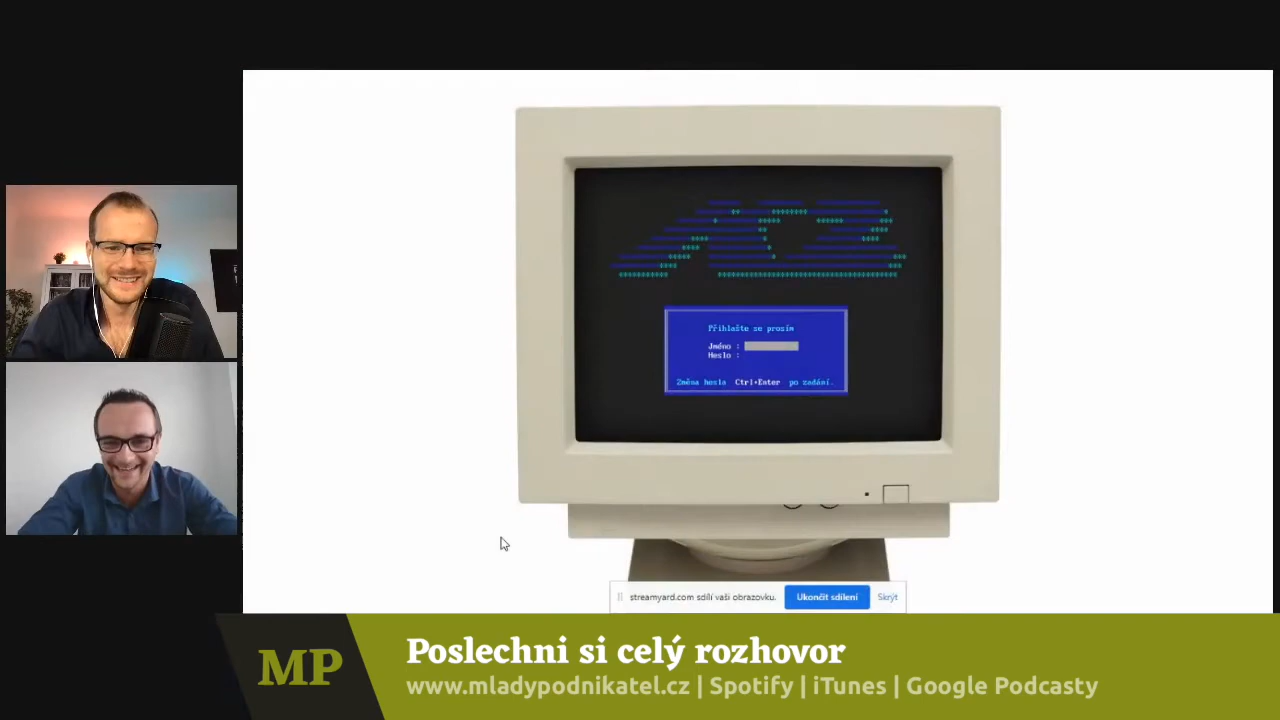 Přihlašte se prosím
Jméno :
Heslo :
Změna hesla Ctrl+Enter po zadání.
streamyard.com sdílí vaši obrazovku. Ukončit sdílení Skrýt
MP
Poslechni si celý rozhovor
www.mladypodnikatel.cz | Spotify | iTunes | Google Podcasty